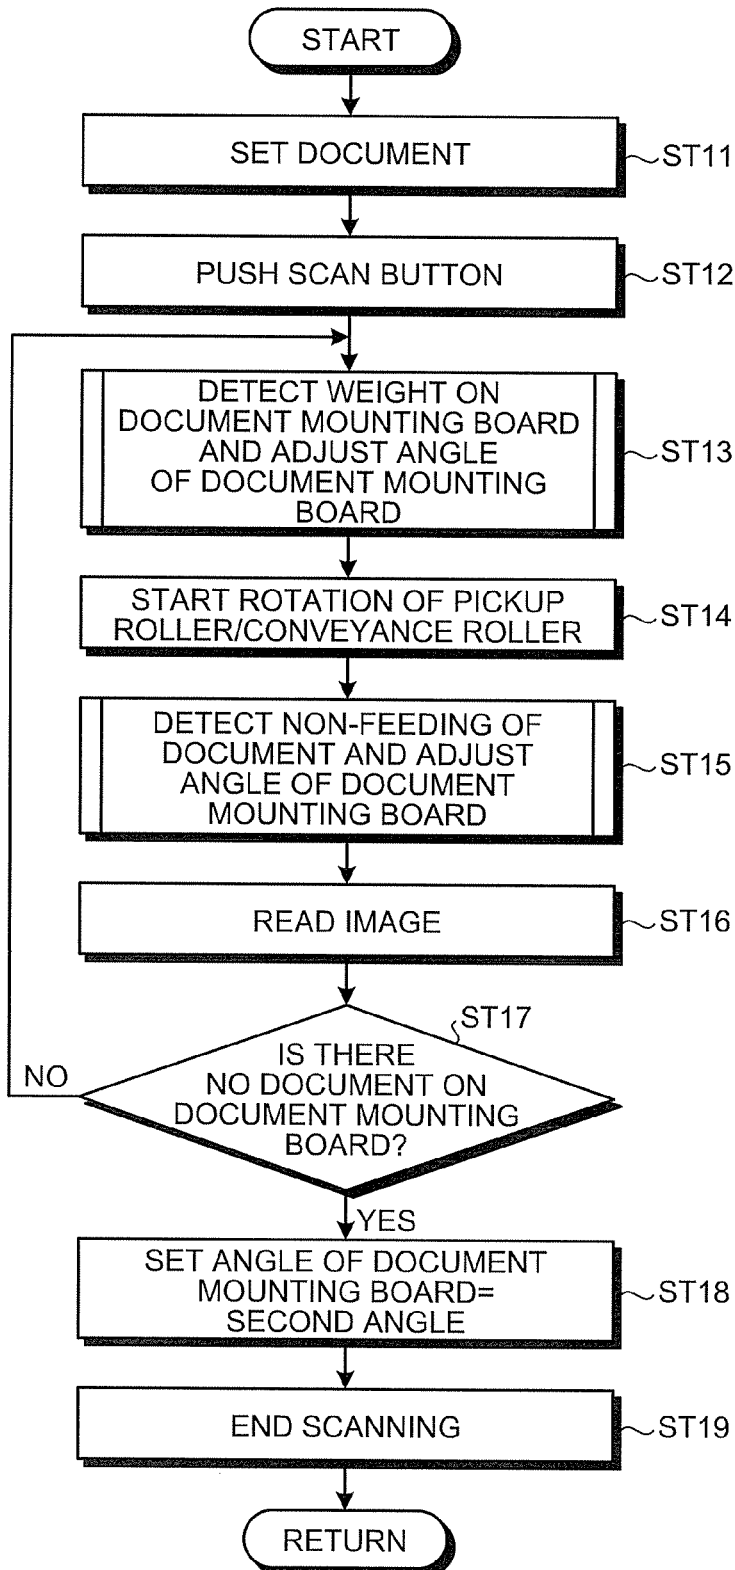 START
SET DOCUMENT
ST11
PUSH SCAN BUTTON
ST12
DETECT WEIGHT ON
DOCUMENT MOUNTING BOARD
AND ADJUST ANGLE
OF DOCUMENT MOUNTING
BOARD
ST13
START ROTATION OF PICKUP
ROLLER/CONVEYANCE ROLLER
ST14
DETECT NON-FEEDING OF
DOCUMENT AND ADJUST
ANGLE OF DOCUMENT
MOUNTING BOARD
ST15
READ IMAGE
ST16
ST17
IS THERE
NO DOCUMENT ON
DOCUMENT MOUNTING
BOARD?
NO
YES
SET ANGLE OF DOCUMENT
MOUNTING BOARD=
SECOND ANGLE
ST18
END SCANNING
ST19
RETURN